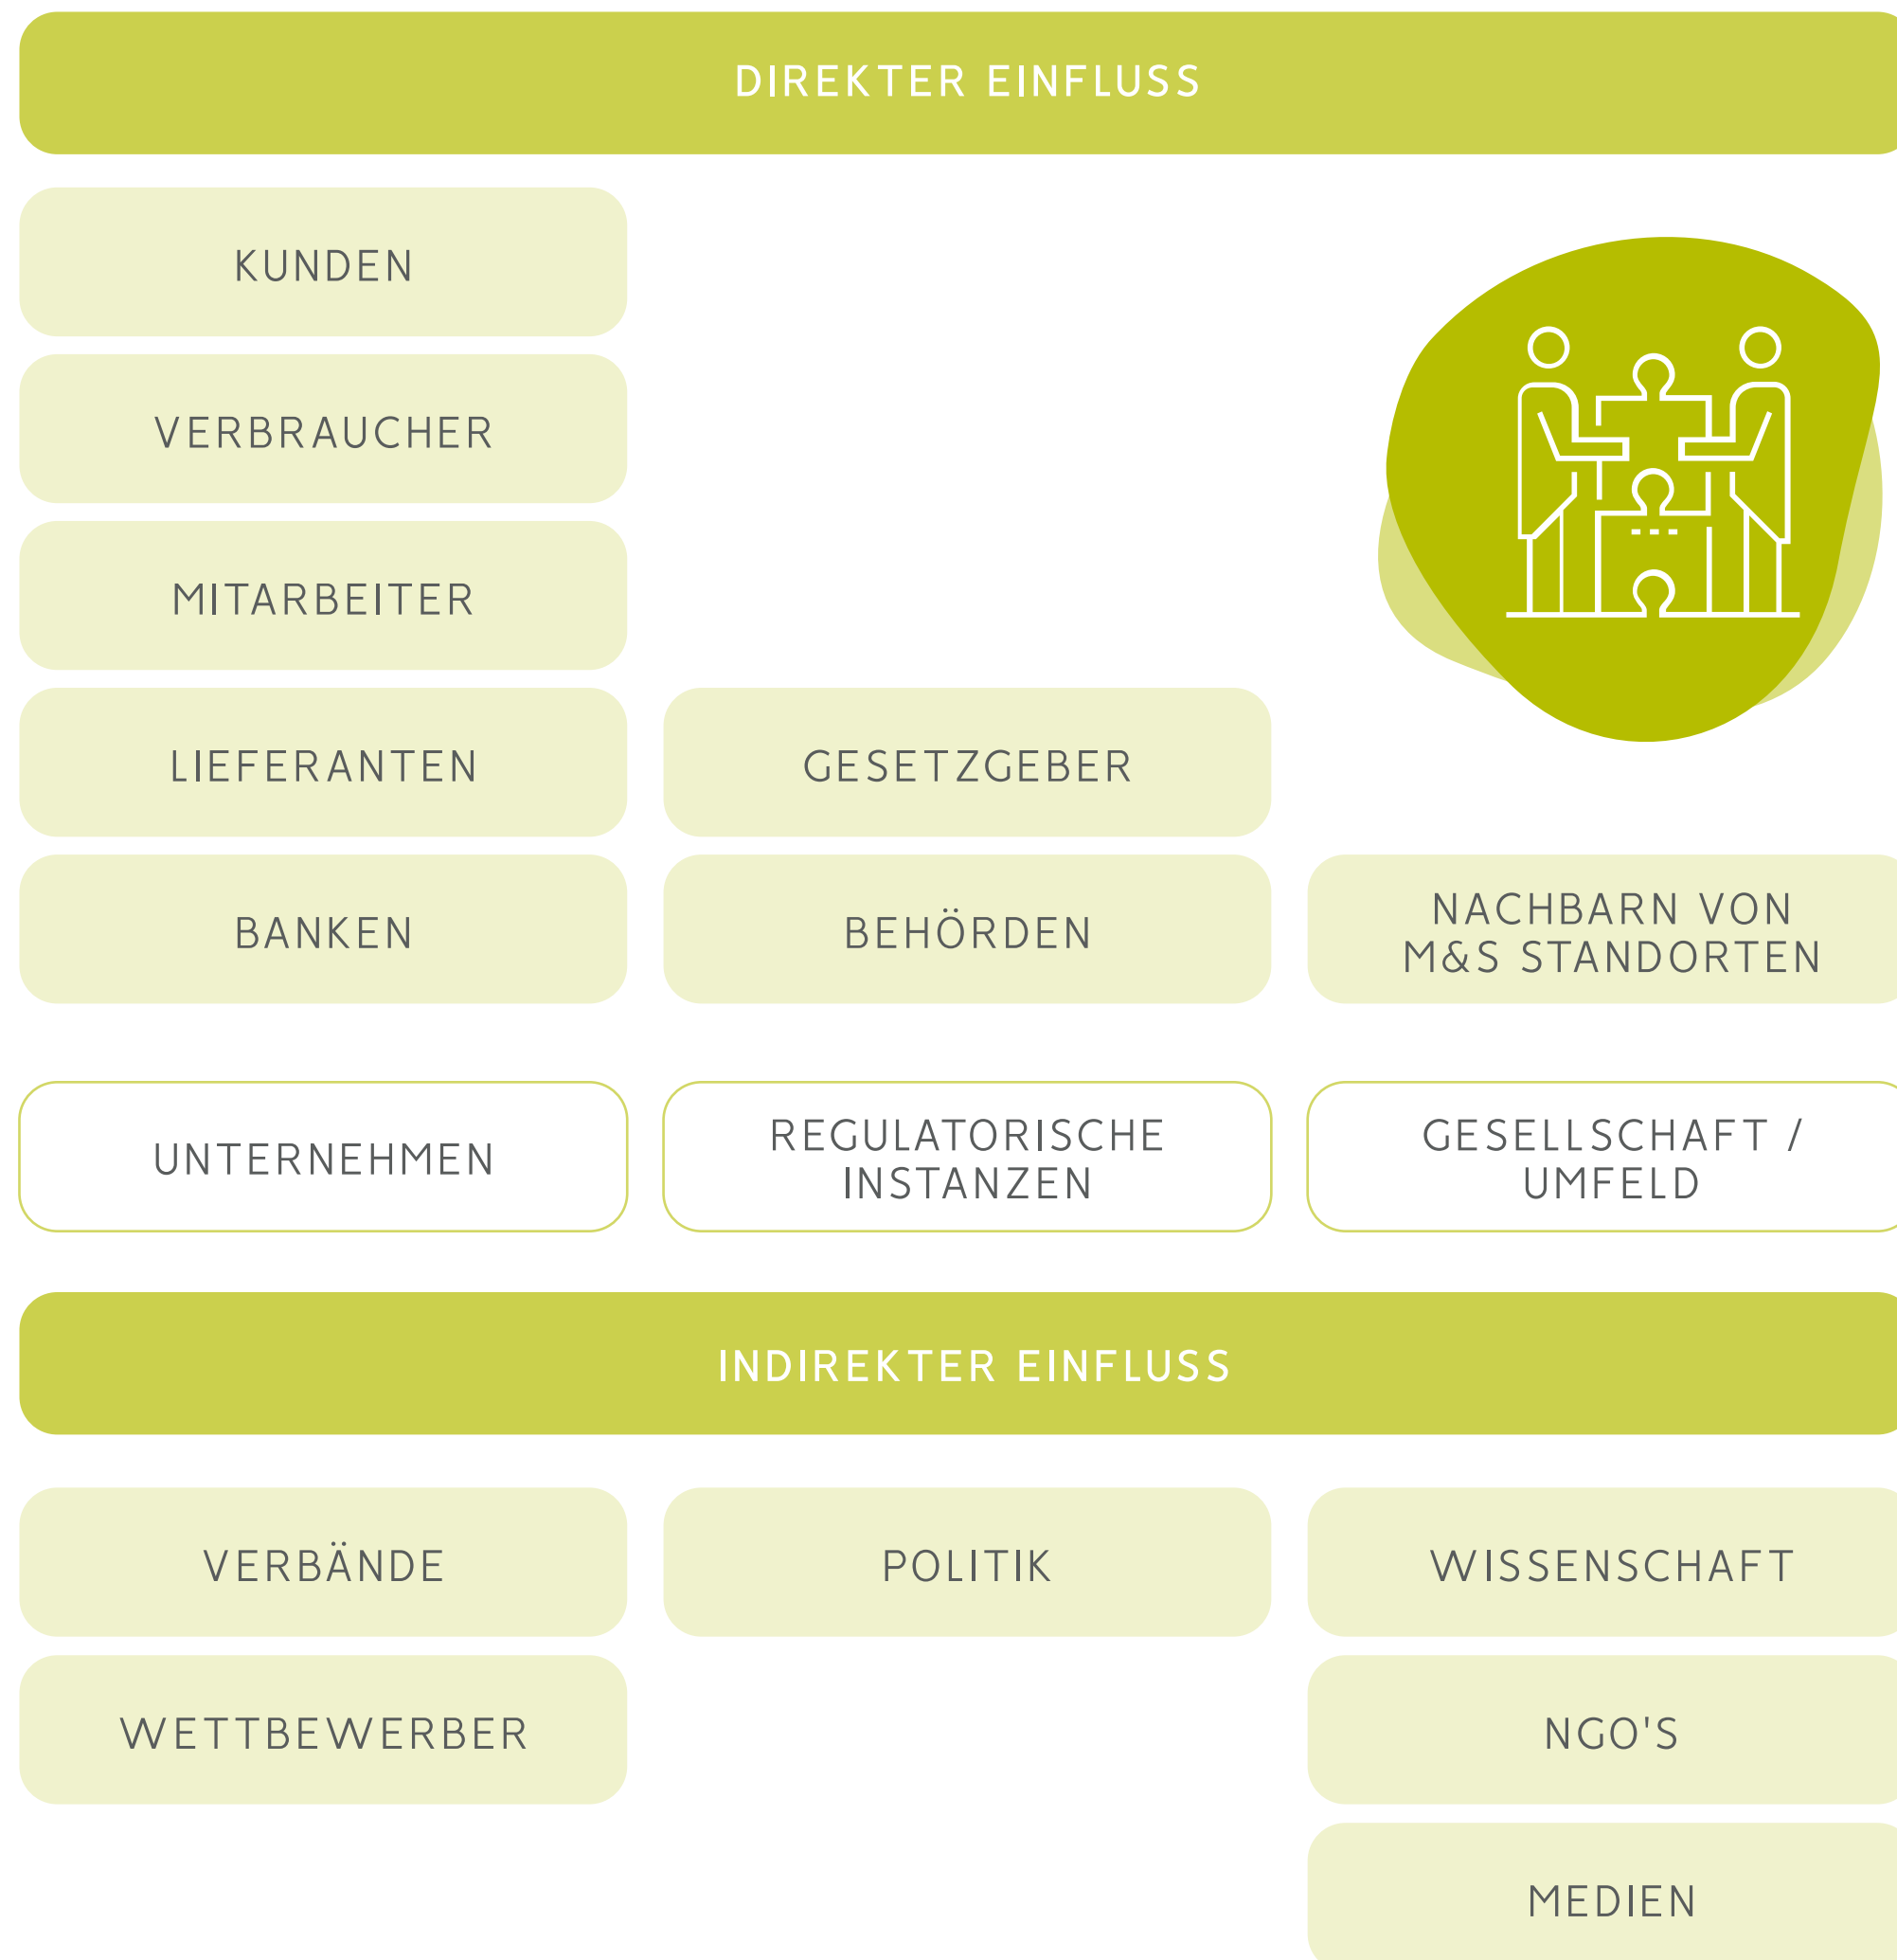 DIREKTER EINFLUSS
KUNDEN
VERBRAUCHER
MITARBEITER
LIEFERANTEN
GESETZGEBER
BANKEN
BEHÖRDEN
NACHBARN VON
M&S STANDORTEN
UNTERNEHMEN
REGULATORISCHE
INSTANZEN
GESELLSCHAFT /
UMFELD
INDIREKTER EINFLUSS
VERBÄNDE
POLITIK
WISSENSCHAFT
WETTBEWERBER
NGO'S
MEDIEN